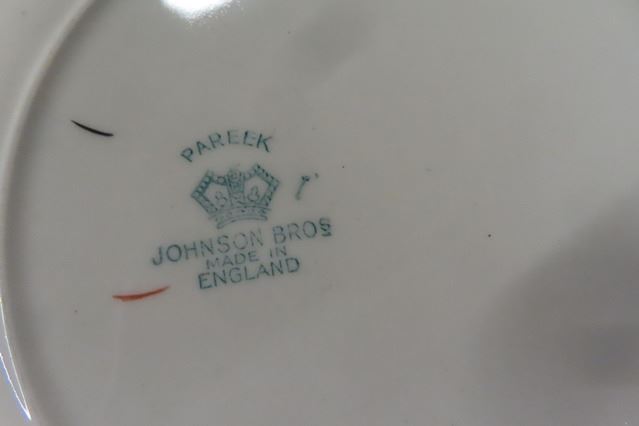 PAREEK
JOHNSON BROS
MADE IN
ENGLAND